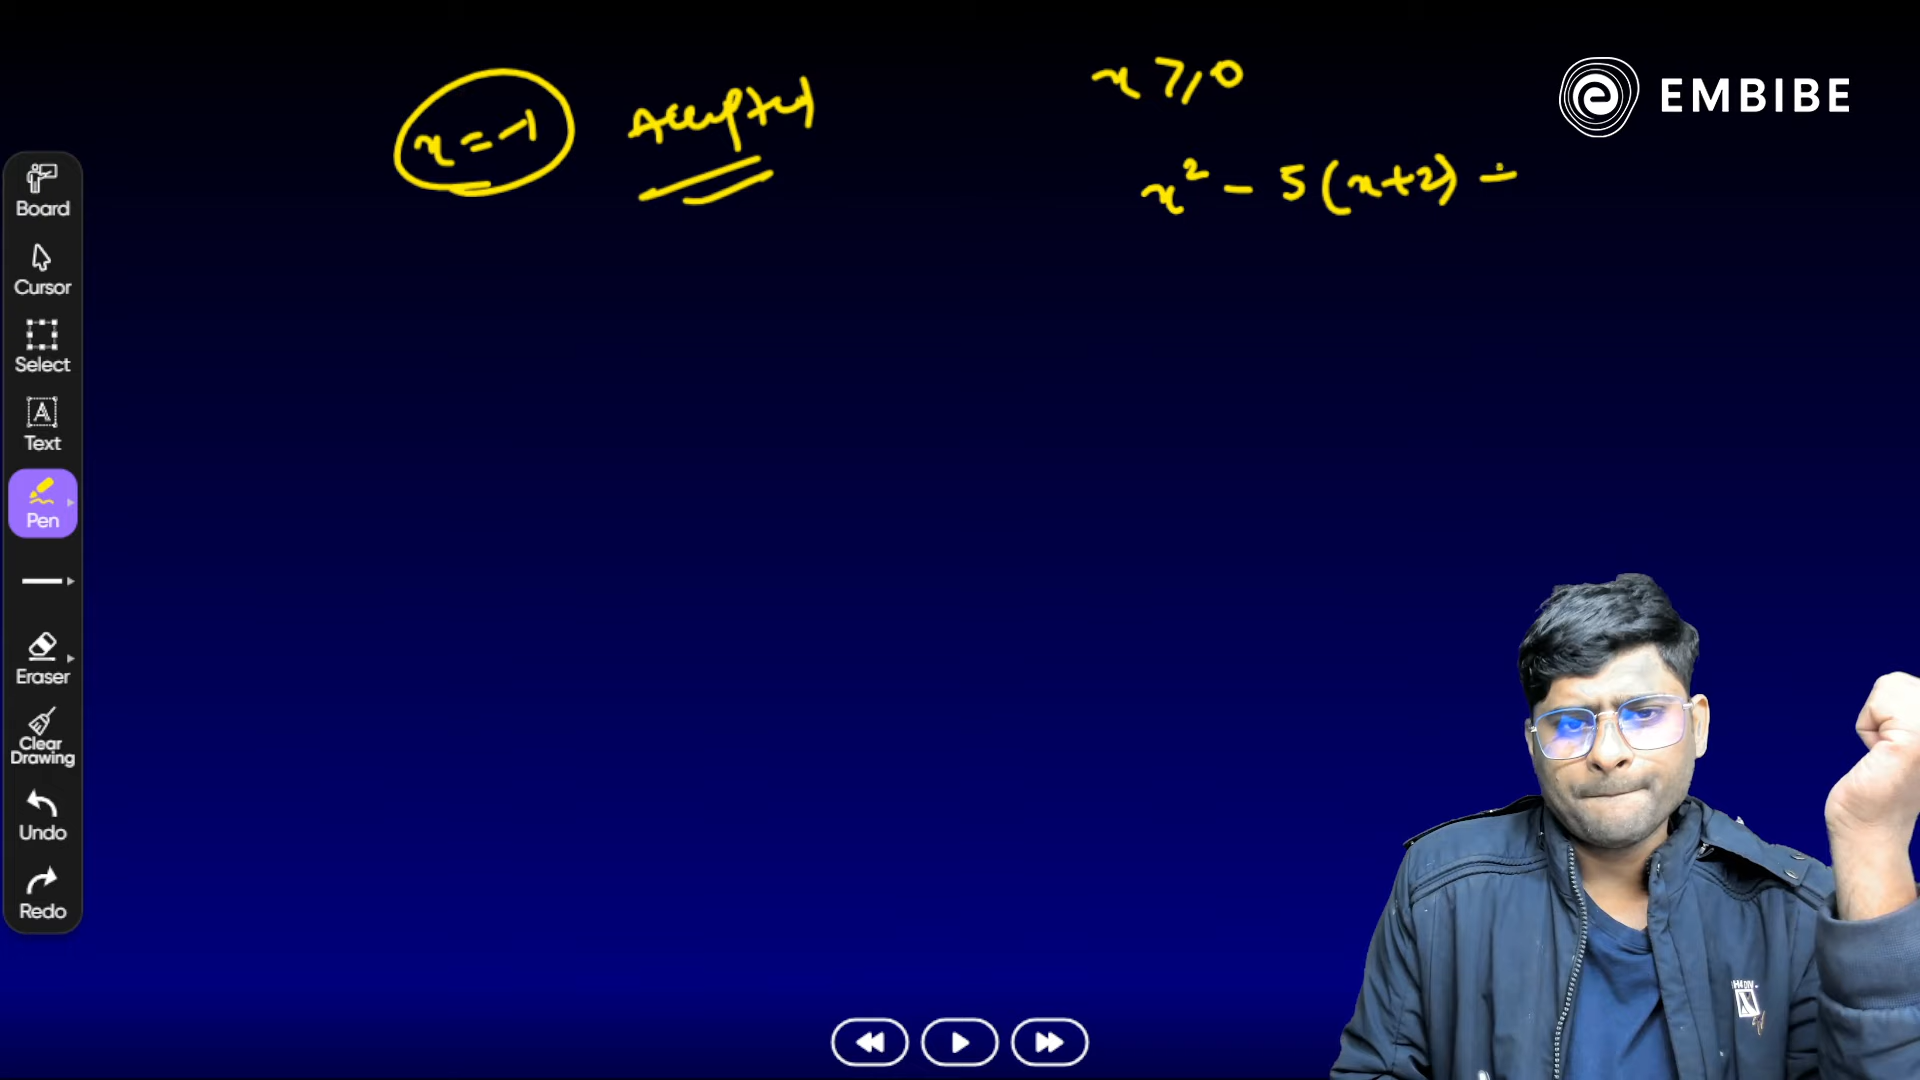 x = -1 Accepted
x ≥ 0
x² - 5(x+2) -
EMBIBE
Board
Cursor
Select
A
Text
Pen
Eraser
Clear
Drawing
Undo
Redo